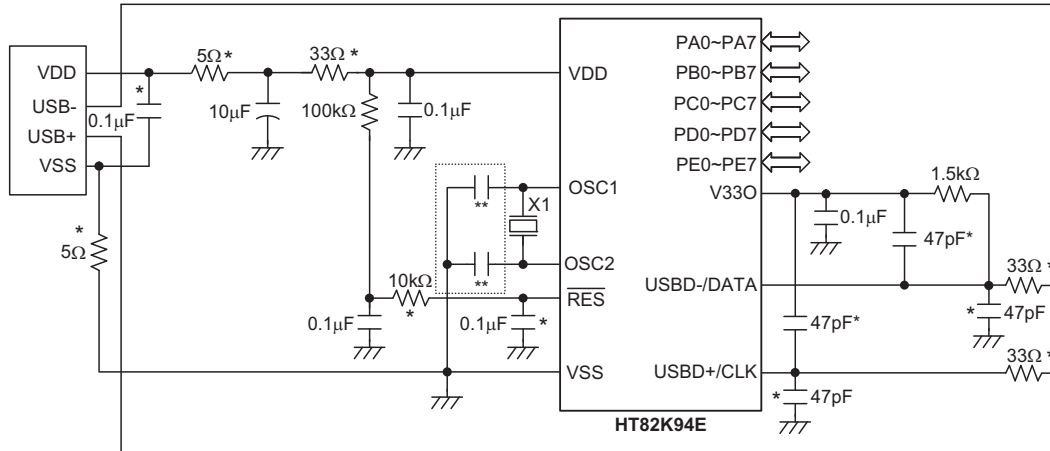 VDD
USB-
USB+
VSS
5Ω*
33Ω*
*
0.1μF
10μF
100kΩ
0.1μF
*
5Ω
**
X1
**
10kΩ
*
0.1μF
0.1μF
*
VDD
OSC1
OSC2
RES
VSS
PA0~PA7
PB0~PB7
PC0~PC7
PD0~PD7
PE0~PE7
V33O
USBD-/DATA
USBD+/CLK
HT82K94E
1.5kΩ
0.1μF
47pF*
33Ω*
*
47pF
47pF*
33Ω*
*
47pF